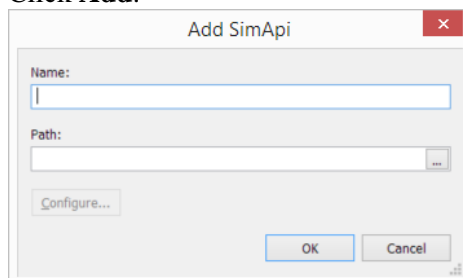 Click Add.
Add SimApi
Name:
Path:
...
Configure...
OK
Cancel